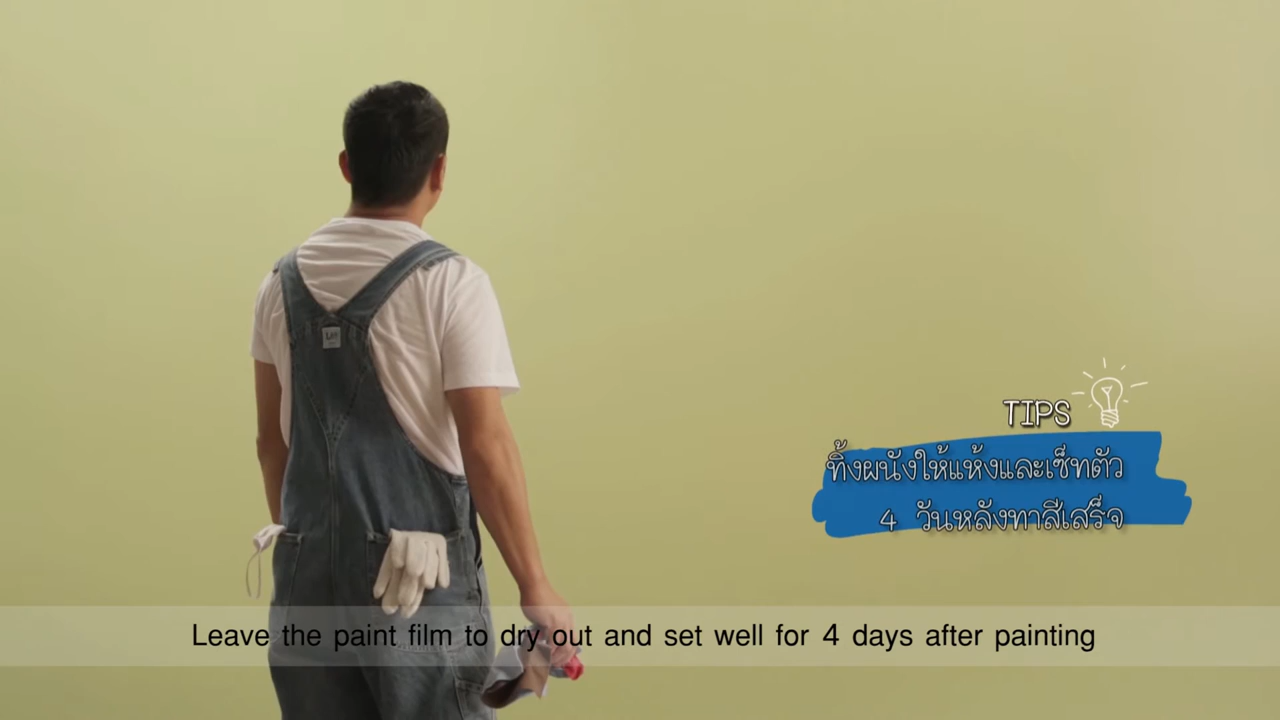 TIPS
ทิ้งผนังให้แห้งและเซ็ทตัว
4 วันหลังทาสีเสร็จ
Leave the paint film to dry out and set well for 4 days after painting